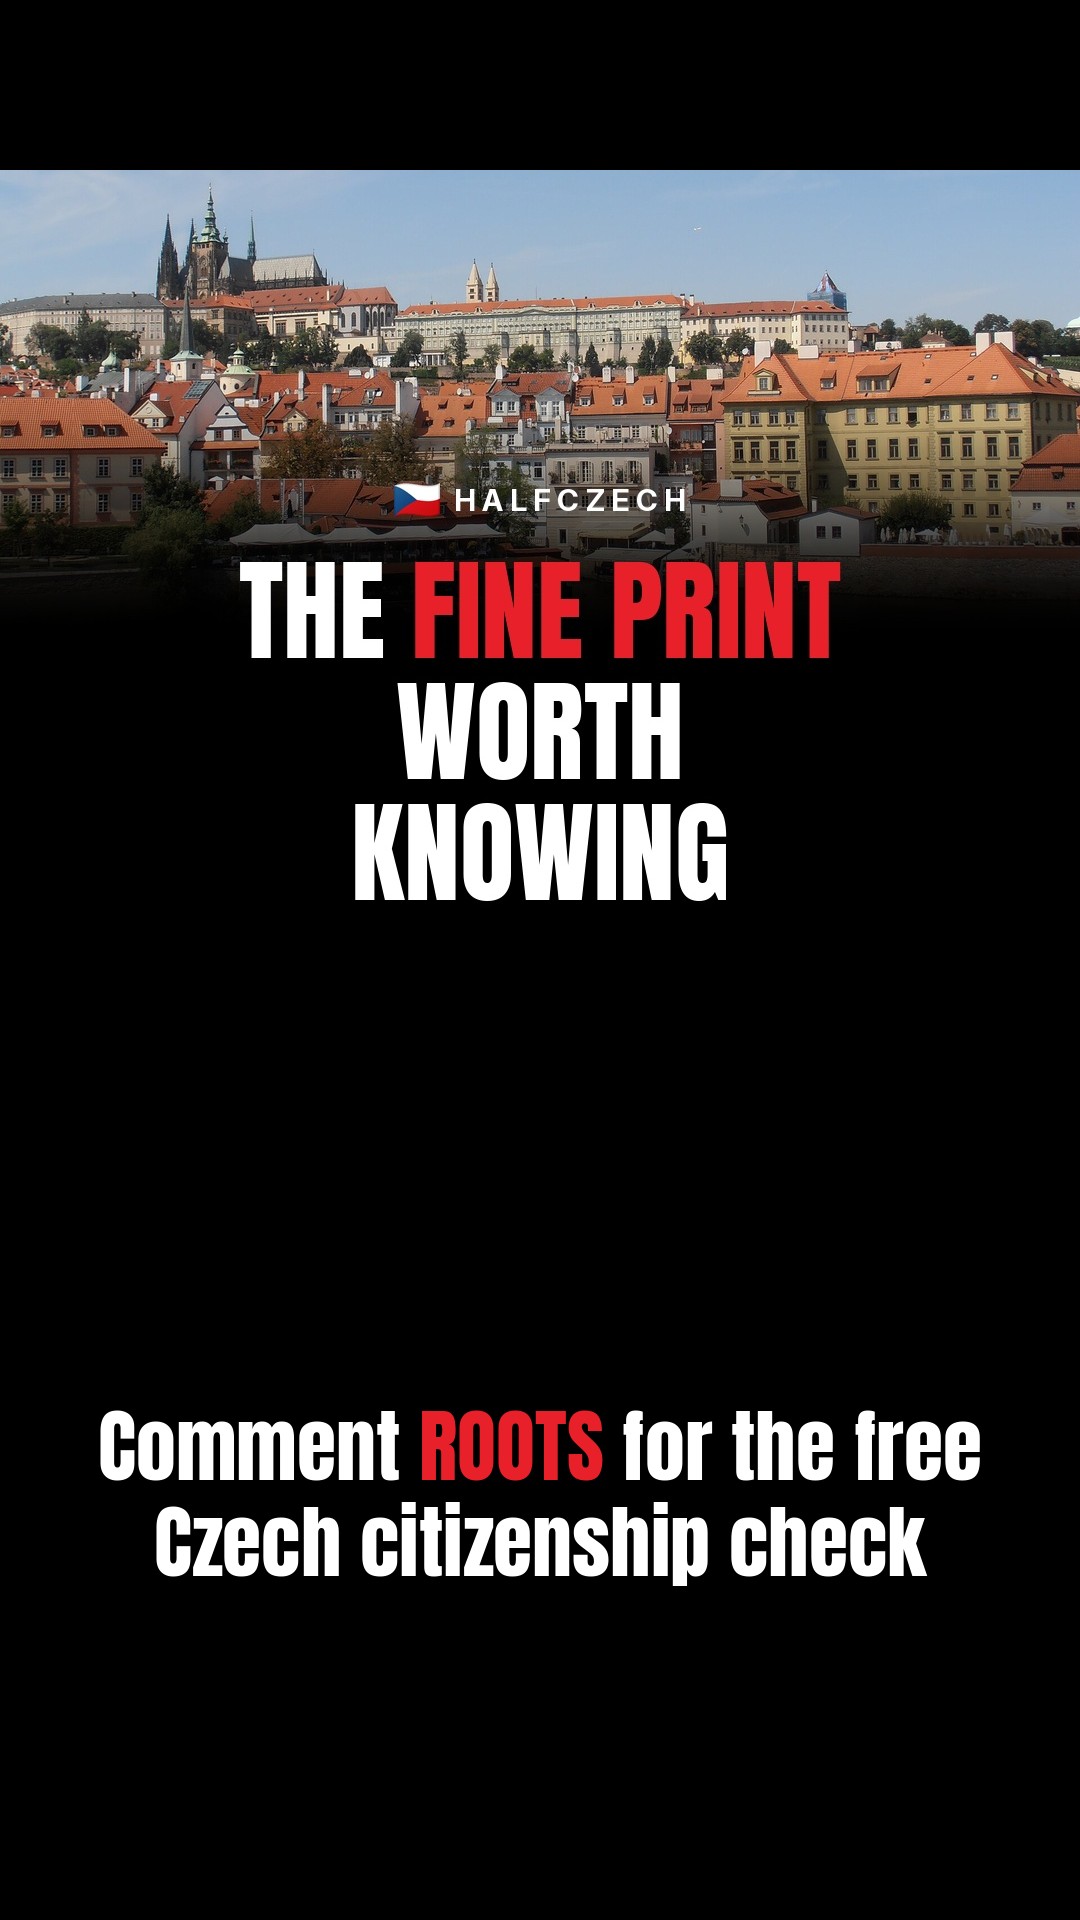 HALFCZECH
THE FINE PRINT
WORTH
KNOWING
Comment ROOTS for the free
Czech citizenship check